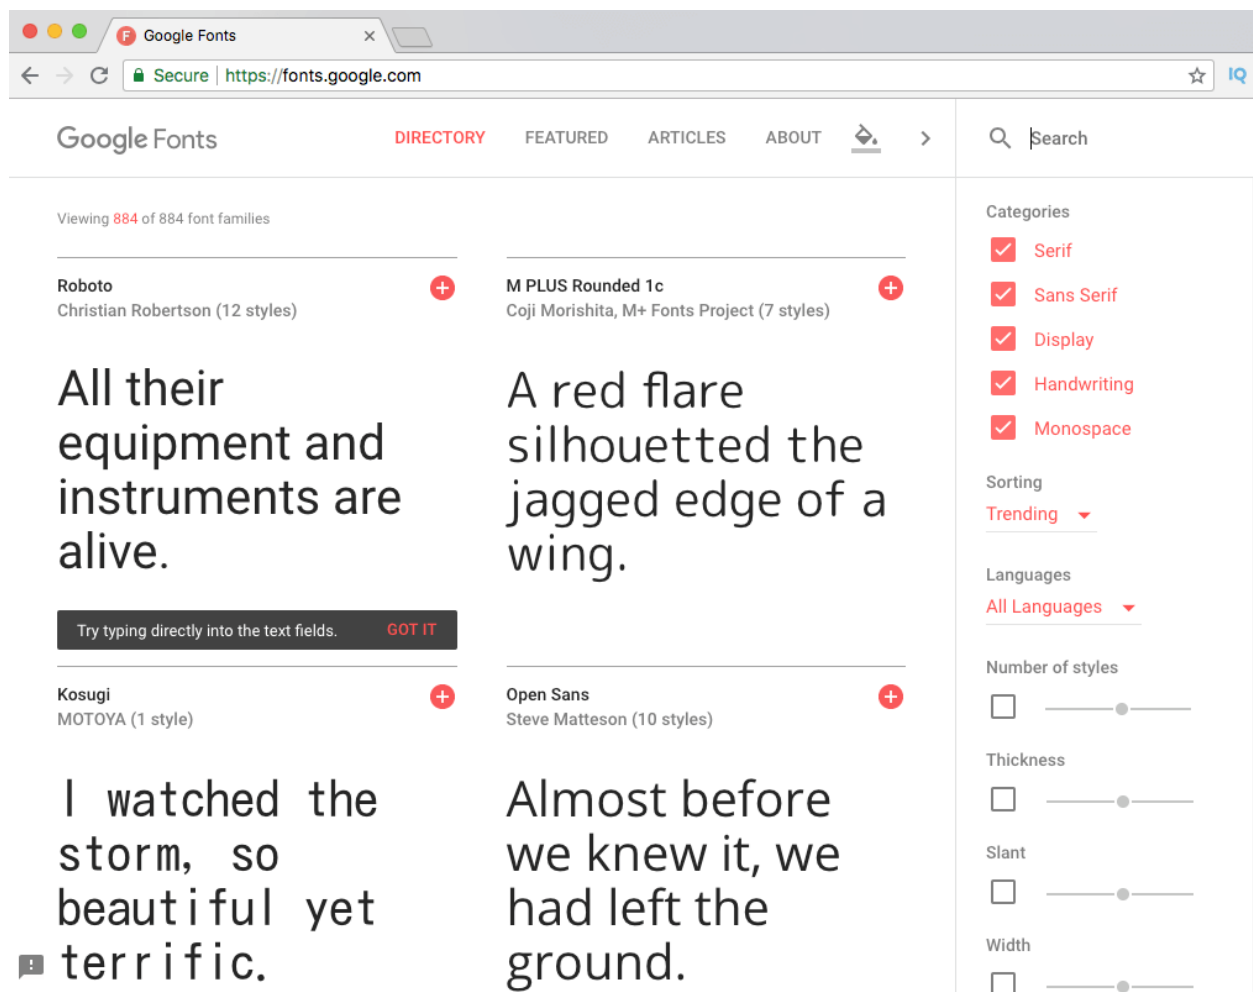 Google Fonts
Secure https://fonts.google.com
IQ
Google Fonts
DIRECTORY FEATURED ARTICLES ABOUT
Search
Viewing 884 of 884 font families
Roboto
Christian Robertson (12 styles)
All their
equipment and
instruments are
alive.
Try typing directly into the text fields. GOT IT
M PLUS Rounded 1c
Coji Morishita, M+ Fonts Project (7 styles)
A red flare
silhouetted the
jagged edge of a
wing.
Kosugi
MOTOYA (1 style)
I watched the
storm, so
beautiful yet
terrific.
Open Sans
Steve Matteson (10 styles)
Almost before
we knew it, we
had left the
ground.
Categories
Serif
Sans Serif
Display
Handwriting
Monospace
Sorting
Trending
Languages
All Languages
Number of styles
Thickness
Slant
Width